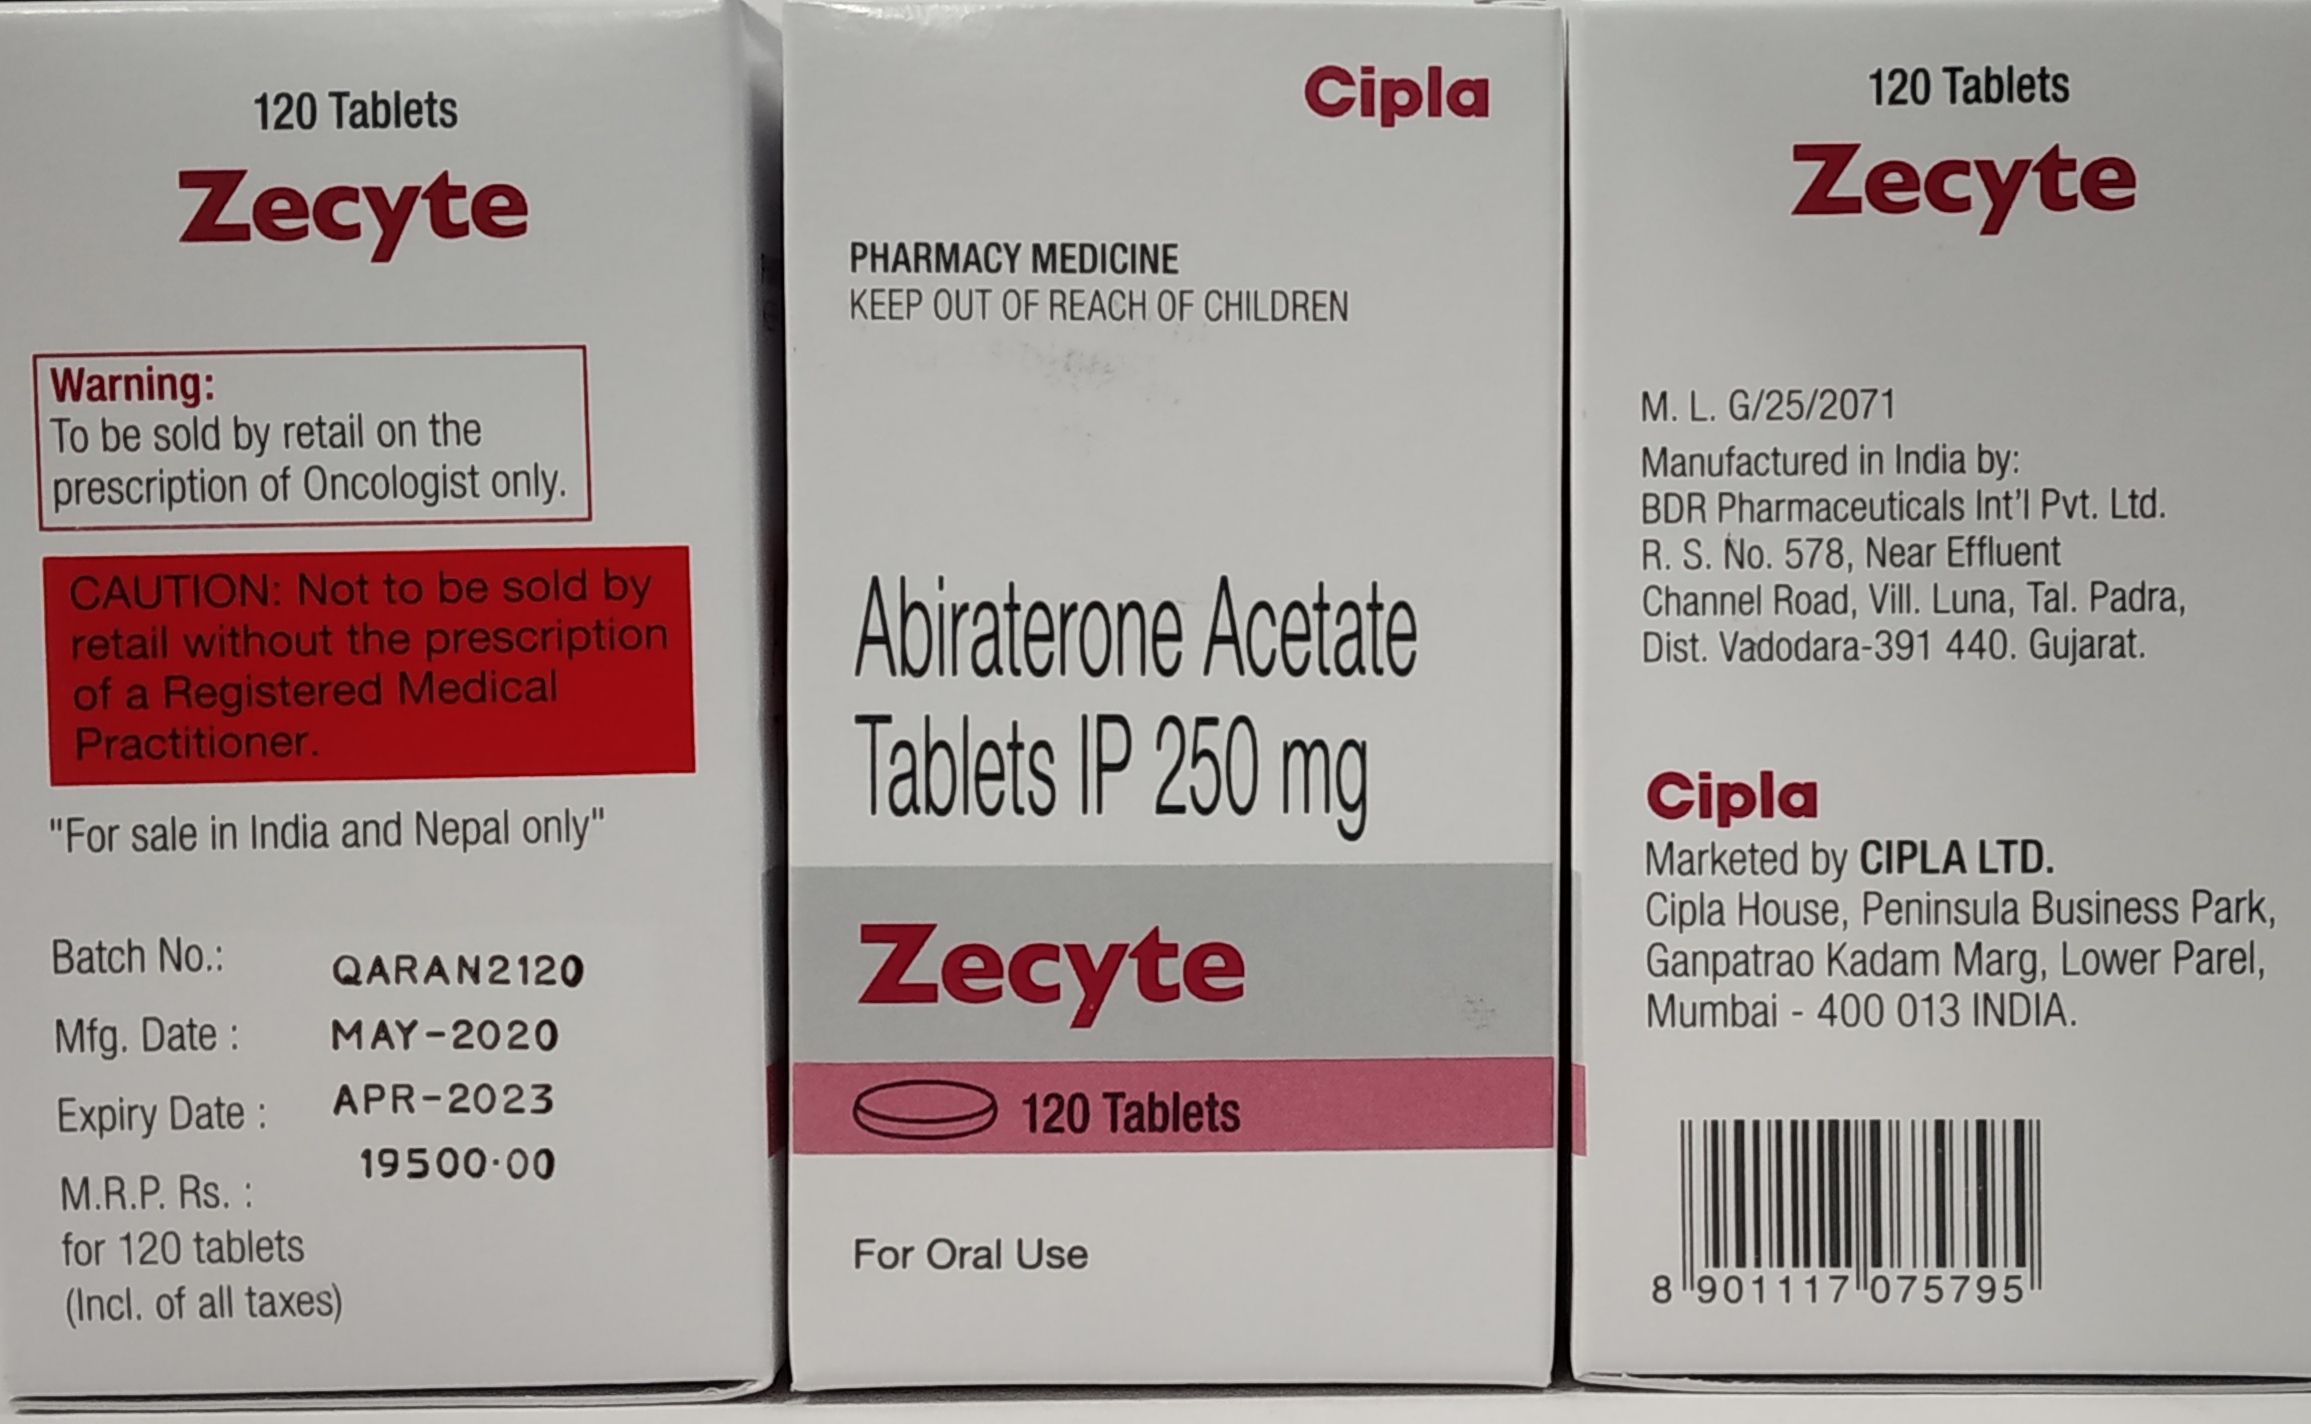 120 Tablets
Zecyte
Warning:
To be sold by retail on the
prescription of Oncologist only.
CAUTION: Not to be sold by
retail without the prescription
of a Registered Medical
Practitioner.
"For sale in India and Nepal only"
Batch No.: QARAN2120
Mfg. Date : MAY-2020
Expiry Date : APR-2023
M.R.P. Rs. : 19500·00
for 120 tablets
(Incl. of all taxes)
Cipla
PHARMACY MEDICINE
KEEP OUT OF REACH OF CHILDREN
Abiraterone Acetate
Tablets IP 250 mg
Zecyte
120 Tablets
For Oral Use
120 Tablets
Zecyte
M. L. G/25/2071
Manufactured in India by:
BDR Pharmaceuticals Int'l Pvt. Ltd.
R. S. No. 578, Near Effluent
Channel Road, Vill. Luna, Tal. Padra,
Dist. Vadodara-391 440. Gujarat.
Cipla
Marketed by CIPLA LTD.
Cipla House, Peninsula Business Park,
Ganpatrao Kadam Marg, Lower Parel,
Mumbai - 400 013 INDIA.
8 901117 075795